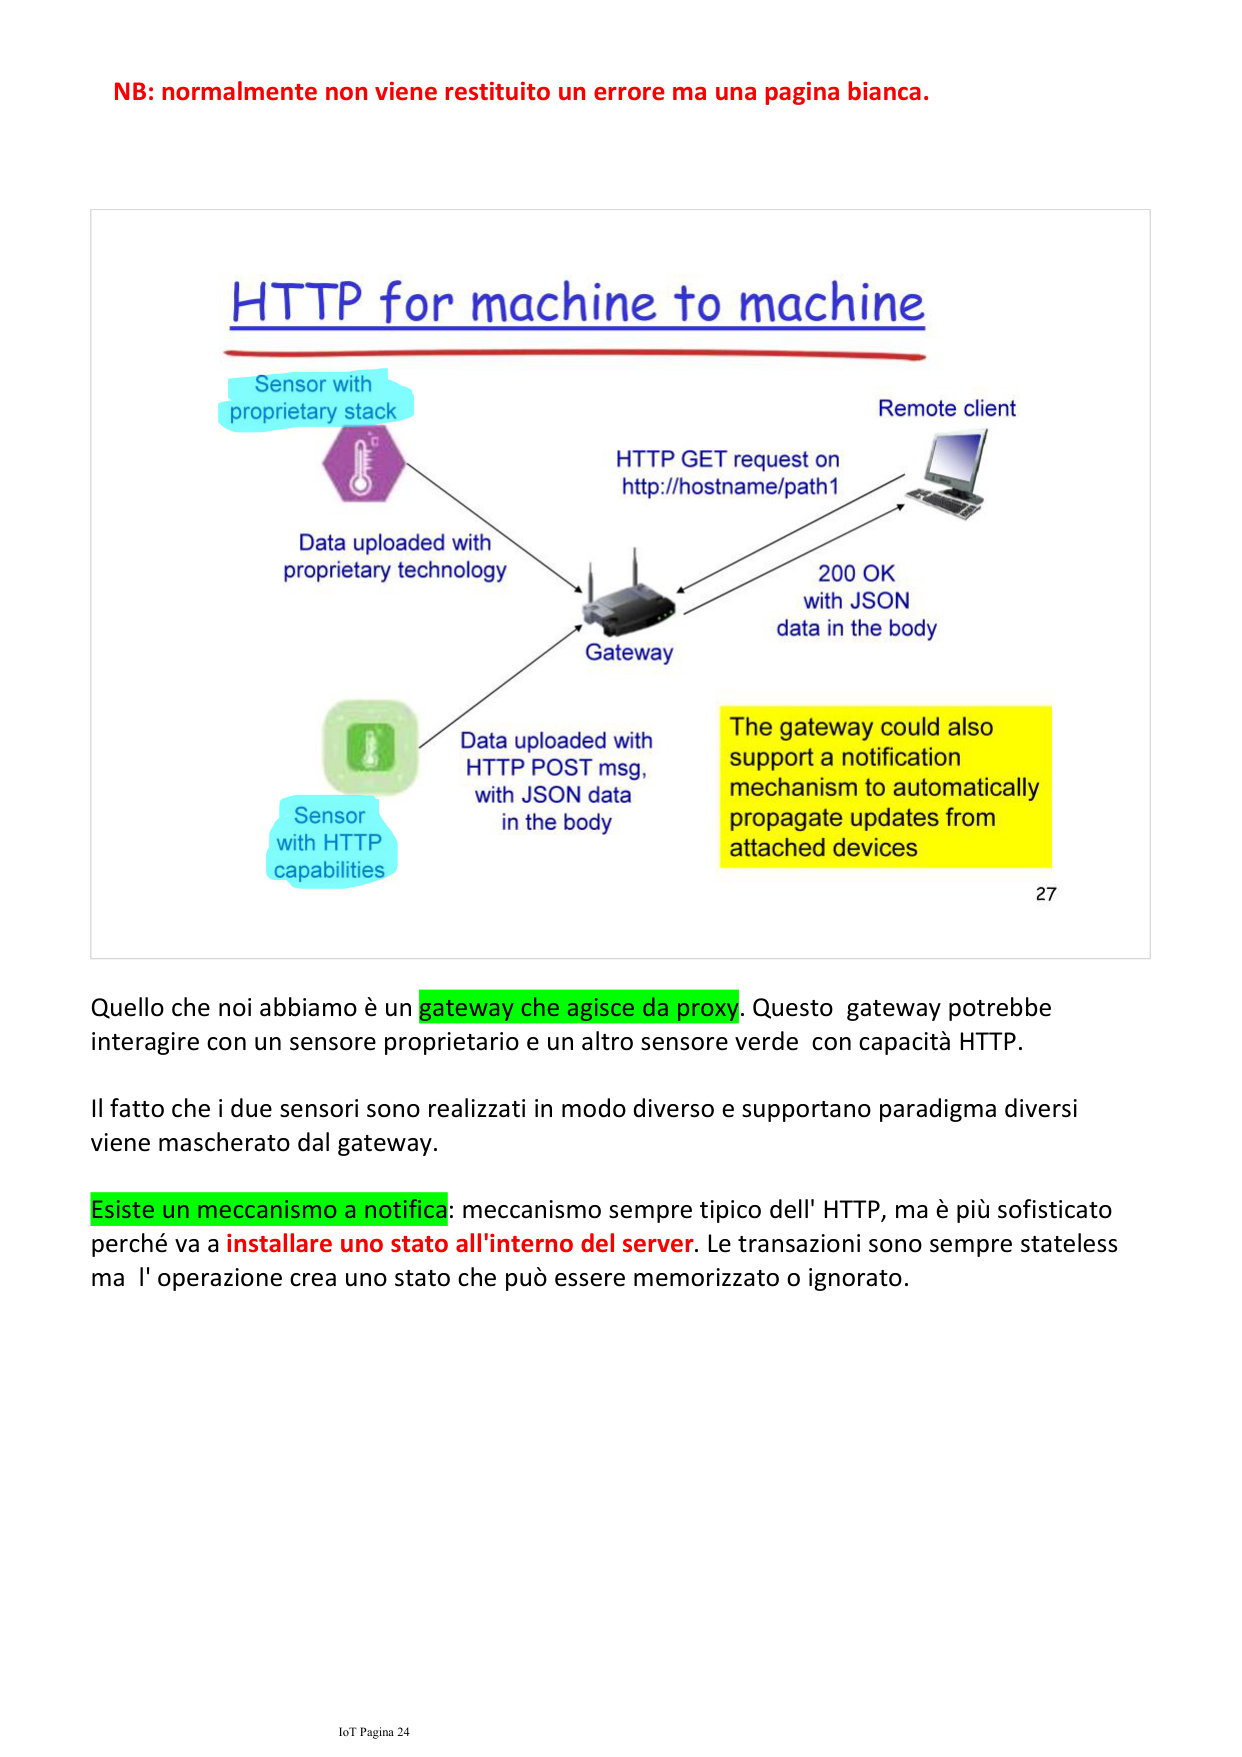 NB: normalmente non viene restituito un errore ma una pagina bianca.
HTTP for machine to machine
Sensor with
proprietary stack
Remote client
HTTP GET request on
http://hostname/path1
Data uploaded with
proprietary technology
200 OK
with JSON
data in the body
Gateway
Data uploaded with
HTTP POST msg,
with JSON data
in the body
The gateway could also
support a notification
mechanism to automatically
propagate updates from
attached devices
Sensor
with HTTP
capabilities
27
Quello che noi abbiamo è un gateway che agisce da proxy. Questo  gateway potrebbe
interagire con un sensore proprietario e un altro sensore verde  con capacità HTTP.
Il fatto che i due sensori sono realizzati in modo diverso e supportano paradigma diversi
viene mascherato dal gateway.
Esiste un meccanismo a notifica: meccanismo sempre tipico dell' HTTP, ma è più sofisticato
perché va a installare uno stato all'interno del server. Le transazioni sono sempre stateless
ma  l' operazione crea uno stato che può essere memorizzato o ignorato.
IoT Pagina 24